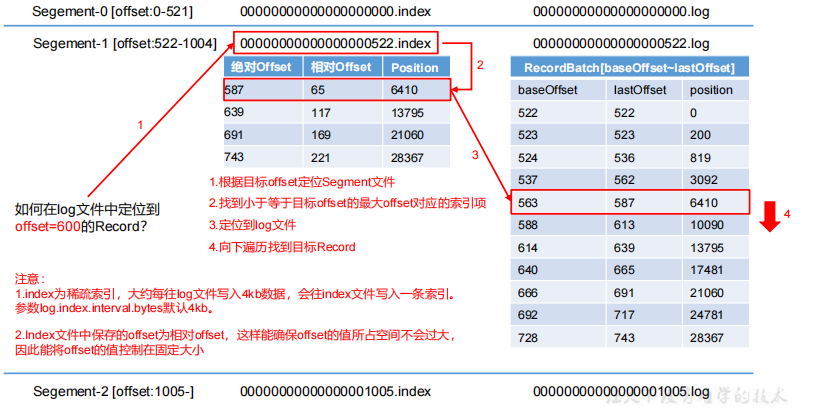 Segement-0 [offset:0-521] 00000000000000000000.index 00000000000000000000.log
Segement-1 [offset:522-1004] 00000000000000000522.index 00000000000000000522.log
绝对Offset 相对Offset Position
587 65 6410
639 117 13795
691 169 21060
743 221 28367
RecordBatch[baseOffset~lastOffset]
baseOffset lastOffset position
522 522 0
523 523 200
524 536 819
537 562 3092
563 587 6410
588 613 10090
614 639 13795
640 665 17481
666 691 21060
692 717 24781
728 743 28367
1
2
3
4
1.根据目标offset定位Segment文件
2.找到小于等于目标offset的最大offset对应的索引项
3.定位到log文件
4.向下遍历找到目标Record
如何在log文件中定位到
offset=600的Record?
注意：
1.index为稀疏索引，大约每往log文件写入4kb数据，会往index文件写入一条索引。
参数log.index.interval.bytes默认4kb。
2.Index文件中保存的offset为相对offset，这样能确保offset的值所占空间不会过大，
因此能将offset的值控制在固定大小
Segement-2 [offset:1005-] 00000000000000001005.index 00000000000000001005.log